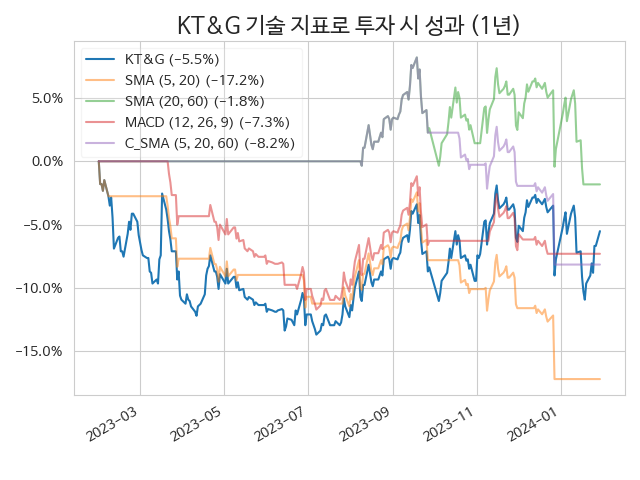 KT&G 기술 지표로 투자 시 성과 (1년)
KT&G (−5.5%)
SMA (5, 20) (−17.2%)
SMA (20, 60) (−1.8%)
MACD (12, 26, 9) (−7.3%)
C_SMA (5, 20, 60) (−8.2%)
5.0%
0.0%
−5.0%
−10.0%
−15.0%
2023−03
2023−05
2023−07
2023−09
2023−11
2024−01